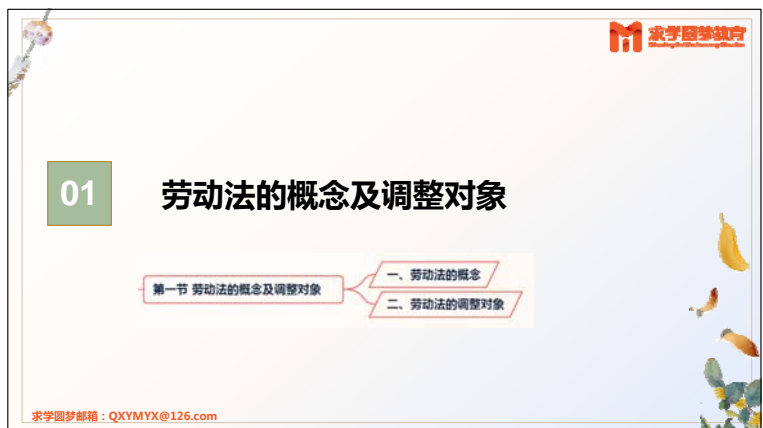 求学圆梦教育
01
劳动法的概念及调整对象
一、劳动法的概念
第一节 劳动法的概念及调整对象
二、劳动法的调整对象
求学圆梦邮箱：QXYMYX@126.com